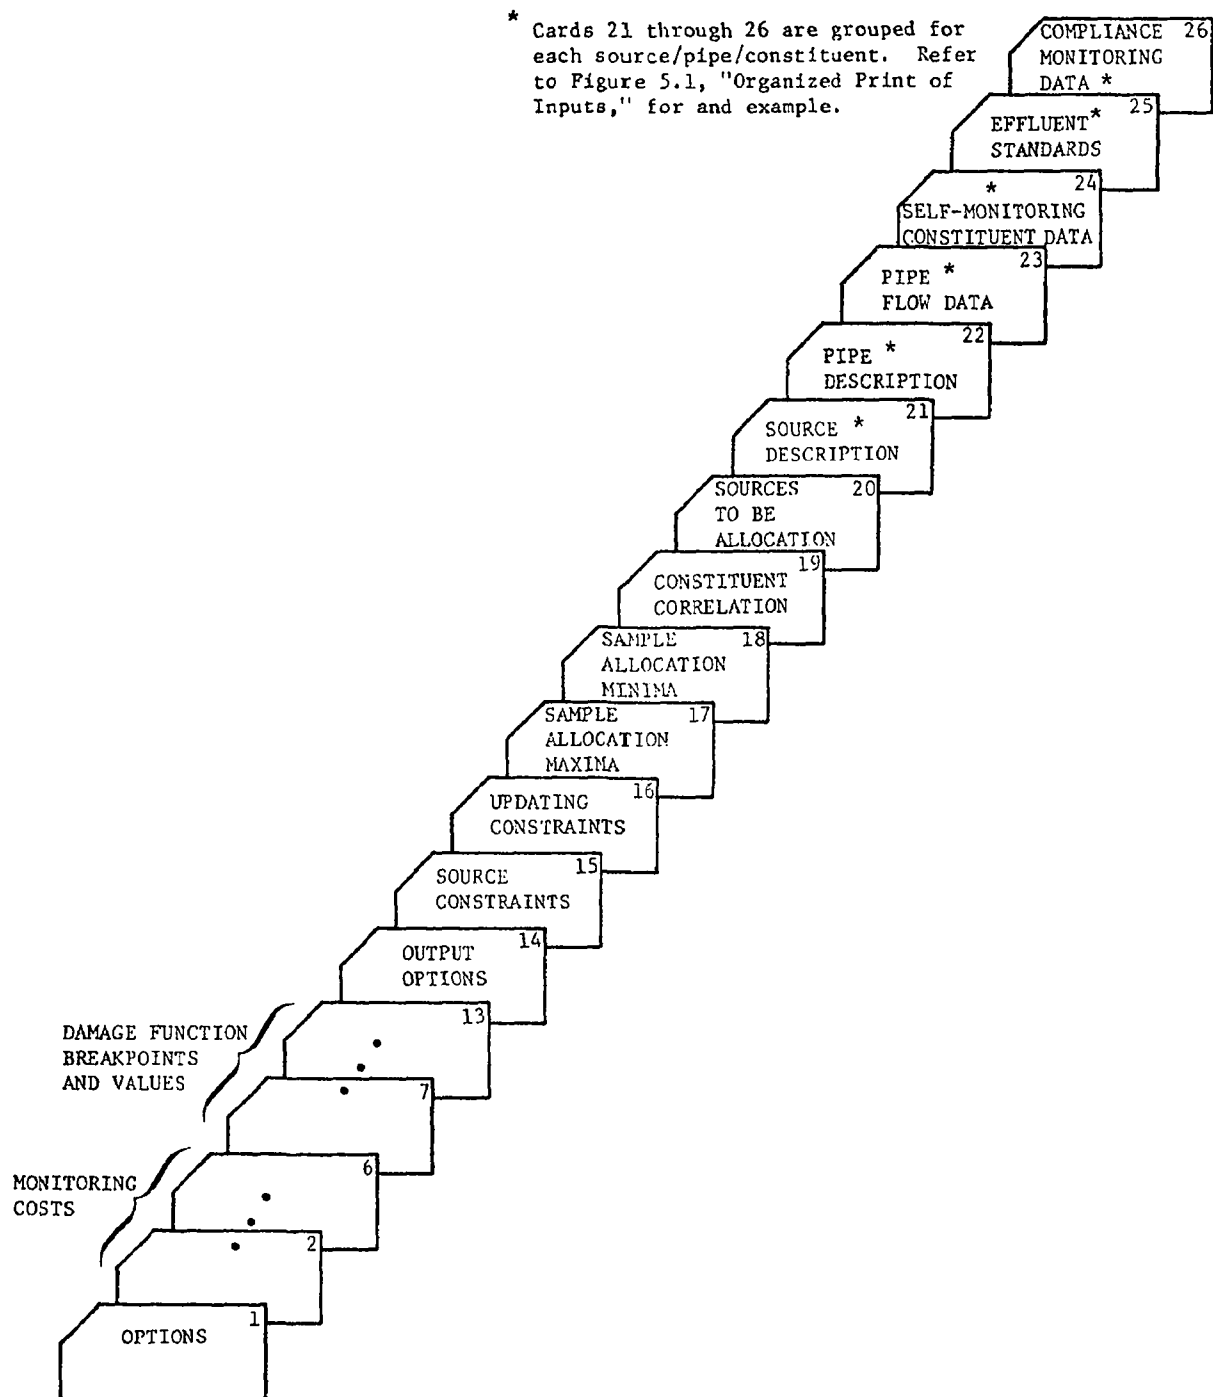 * Cards 21 through 26 are grouped for
each source/pipe/constituent. Refer
to Figure 5.1, "Organized Print of
Inputs," for and example.
COMPLIANCE 26
MONITORING
DATA *
25
EFFLUENT*
STANDARDS
24
*
SELF-MONITORING
CONSTITUENT DATA
23
PIPE *
FLOW DATA
22
PIPE *
DESCRIPTION
21
SOURCE *
DESCRIPTION
SOURCES 20
TO BE
ALLOCATION
19
CONSTITUENT
CORRELATION
SAMPLE 18
ALLOCATION
MINIMA
SAMPLE 17
ALLOCATION
MAXIMA
16
UPDATING
CONSTRAINTS
15
SOURCE
CONSTRAINTS
14
OUTPUT
OPTIONS
13
DAMAGE FUNCTION
BREAKPOINTS
AND VALUES
7
6
MONITORING
COSTS
2
1
OPTIONS